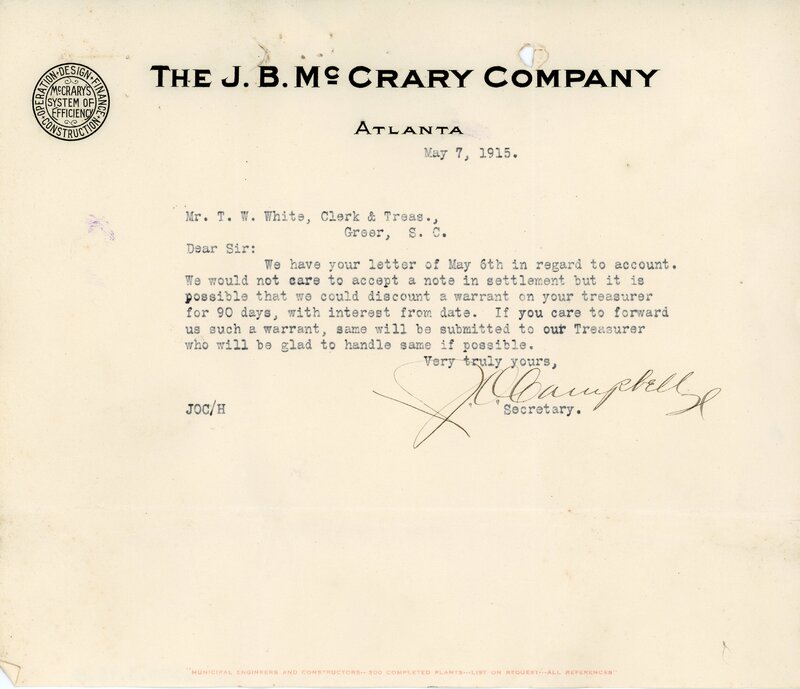 THE J. B. McCRARY COMPANY
OPERATION · DESIGN · FINANCE · CONSTRUCTION
McCRARY'S
SYSTEM OF
EFFICIENCY
ATLANTA
May 7, 1915.
Mr. T. W. White, Clerk & Treas.,
Greer, S. C.
Dear Sir:
We have your letter of May 6th in regard to account.
We would not care to accept a note in settlement but it is
possible that we could discount a warrant on your treasurer
for 90 days, with interest from date. If you care to forward
us such a warrant, same will be submitted to our Treasurer
who will be glad to handle same if possible.
Very truly yours,
J.O. Campbell
JOC/H Secretary.
"MUNICIPAL ENGINEERS AND CONSTRUCTORS--300 COMPLETED PLANTS--LIST ON REQUEST--ALL REFERENCES"